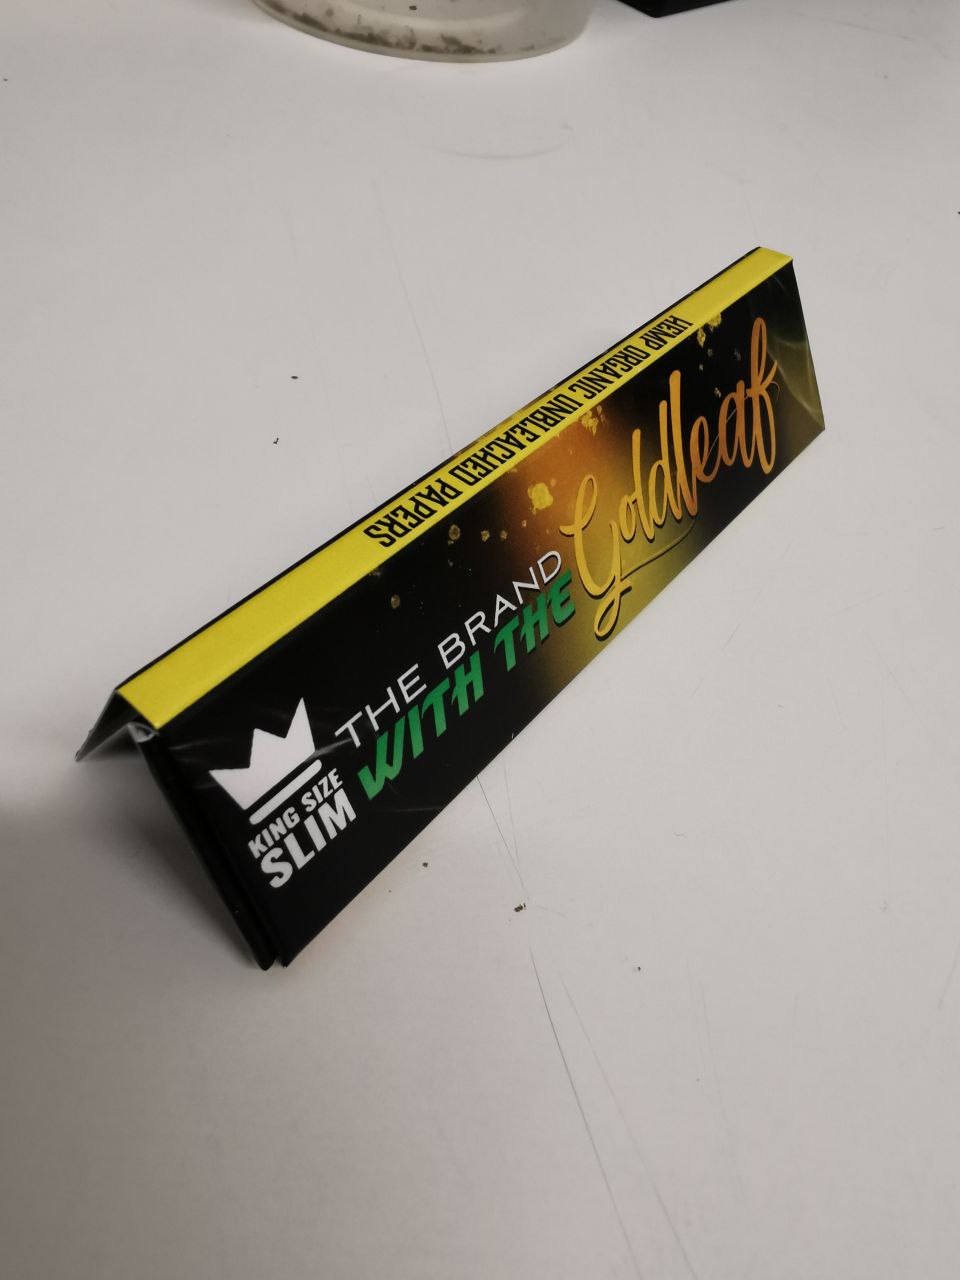 HEMP ORGANIC UNBLEACHED PAPERS
KING SIZE
SLIM
THE BRAND
WITH THE
Goldleaf